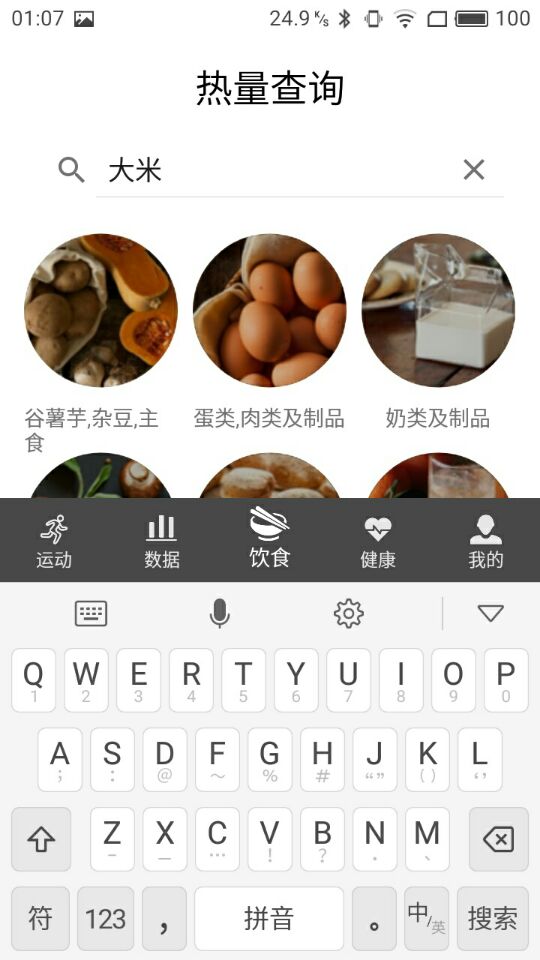 01:07 24.9 K/s 100
热量查询
大米
谷薯芋,杂豆,主
食
蛋类,肉类及制品
奶类及制品
运动 数据 饮食 健康 我的
Q W E R T Y U I O P
1 2 3 4 5 6 7 8 9 0
A S D F G H J K L
; : @ ～ % # “” () ‘’
Z X C V B N M
- — … ! ? . 、
符 123 , 拼音 。 中/英 搜索